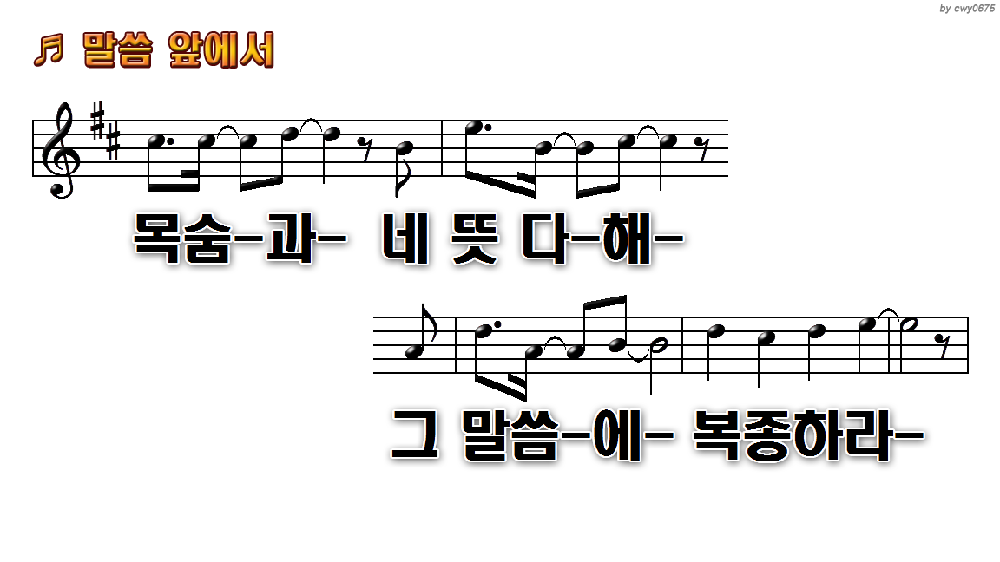 by cwy0675
♬ 말씀 앞에서
목숨-과- 네 뜻 다-해-
그 말씀-에- 복종하라-